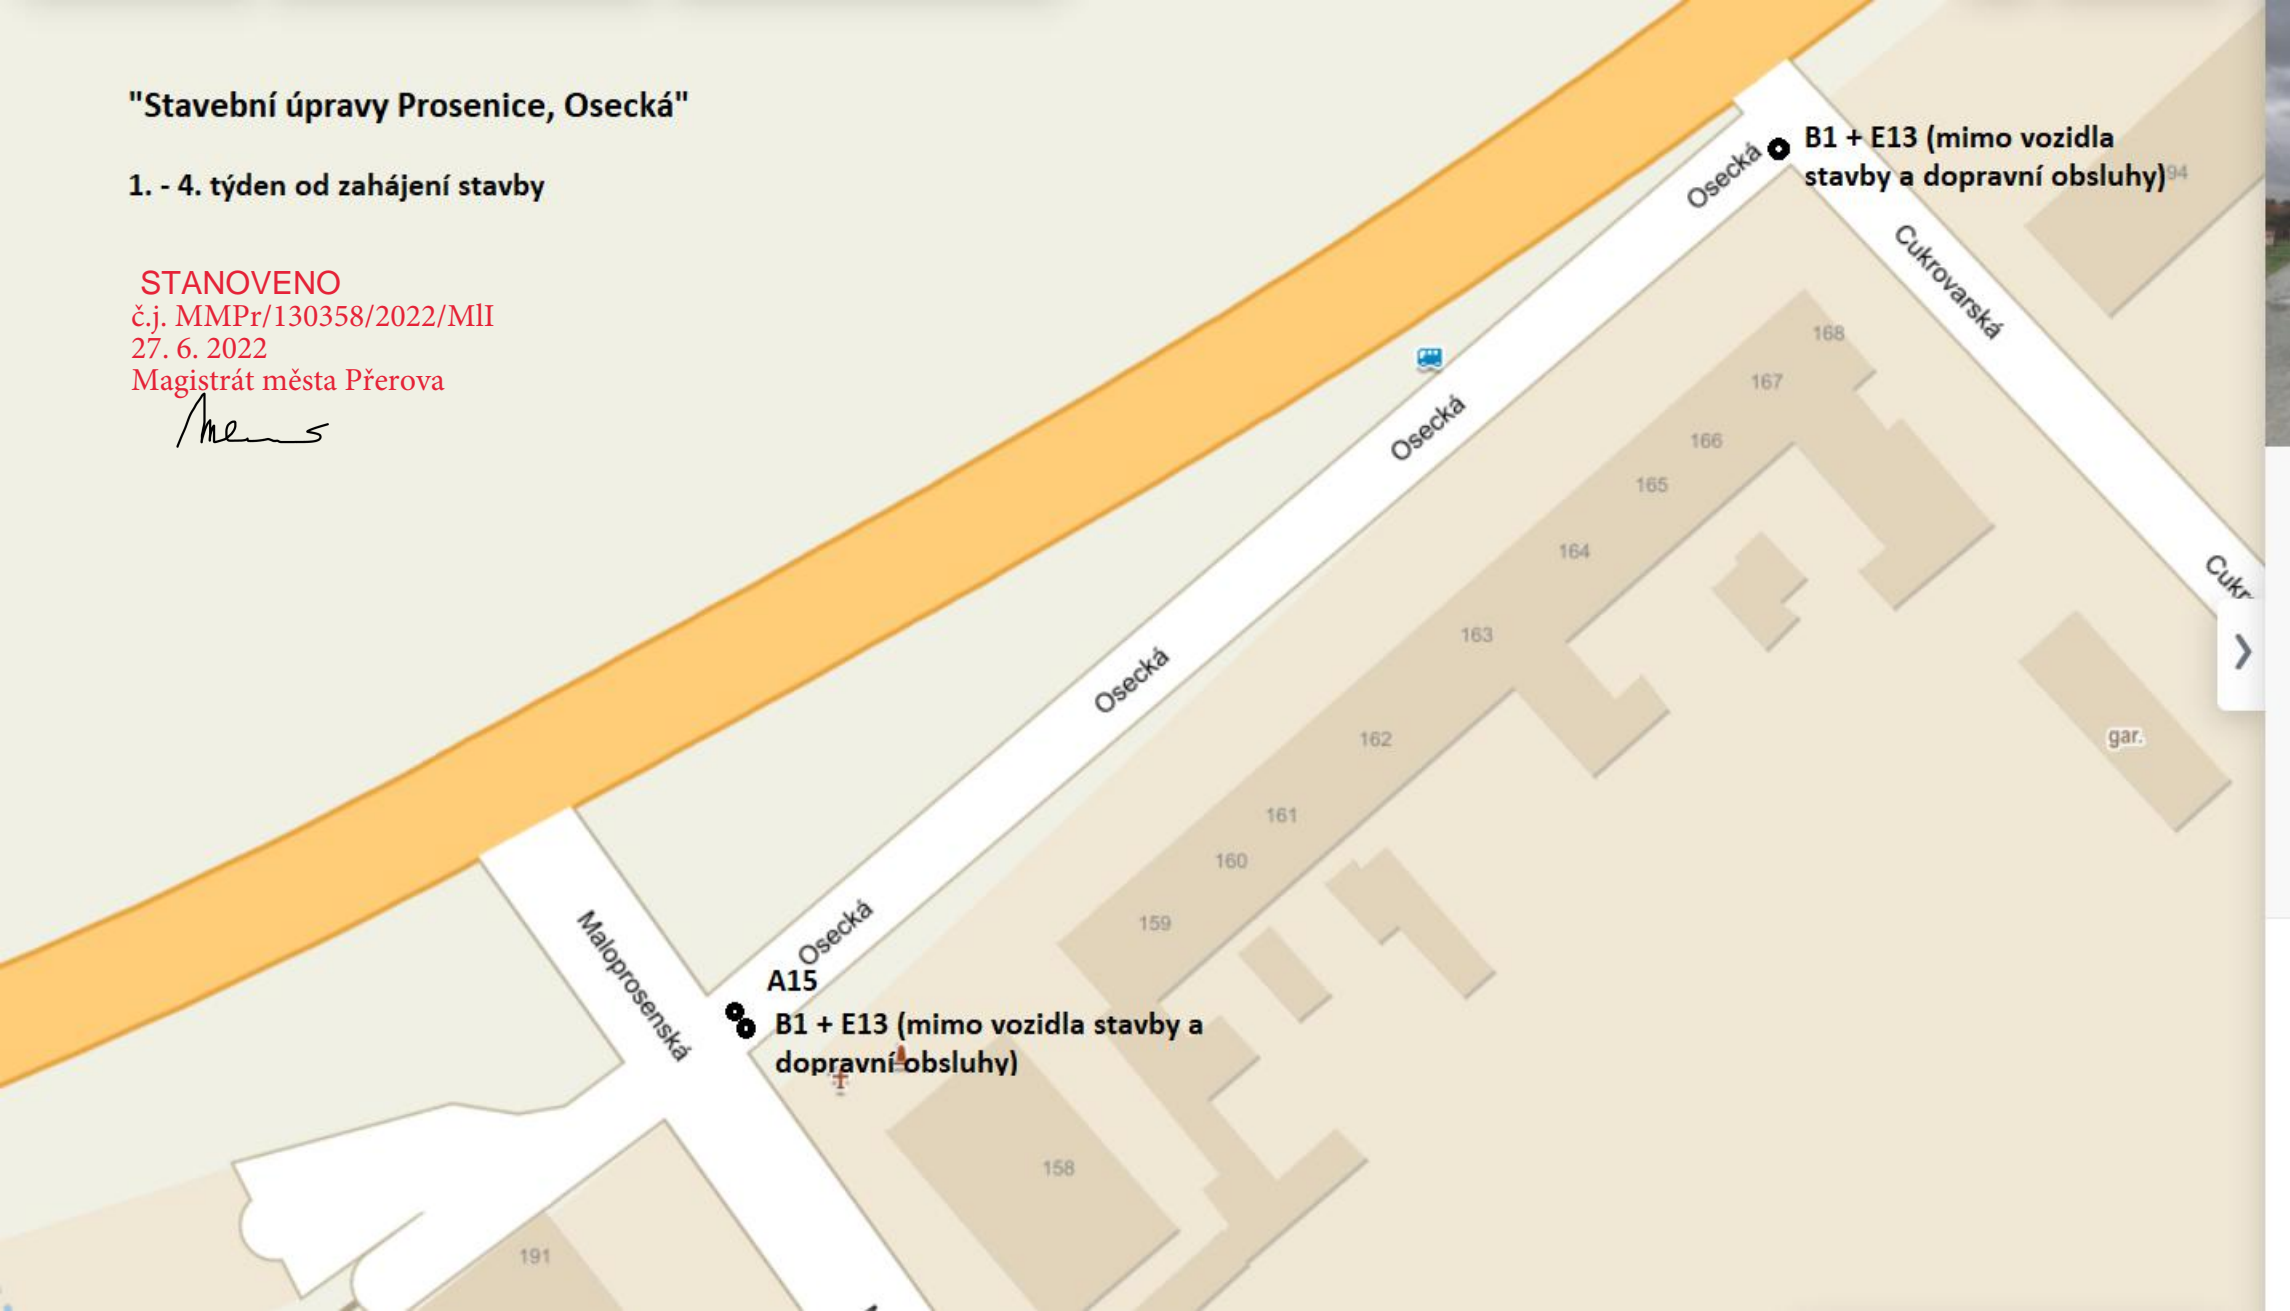 "Stavební úpravy Prosenice, Osecká"
1. - 4. týden od zahájení stavby
STANOVENO
č.j. MMPr/130358/2022/MlI
27. 6. 2022
Magistrát města Přerova
B1 + E13 (mimo vozidla
stavby a dopravní obsluhy)
94
Osecká
Cukrovarská
168
167
Osecká
166
165
164
Cukr
163
Osecká
162
gar.
161
160
Osecká
159
Maloprosenská
A15
B1 + E13 (mimo vozidla stavby a
dopravní obsluhy)
158
191